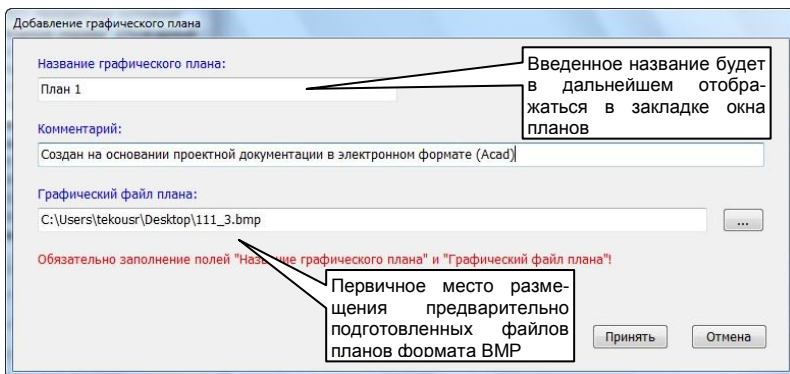 Добавление графического плана
Название графического плана:
План 1
Введенное название будет
в дальнейшем отобра-
жаться в закладке окна
планов
Комментарий:
Создан на основании проектной документации в электронном формате (Acad)
Графический файл плана:
C:\Users\tekousr\Desktop\111_3.bmp
...
Обязательно заполнение полей "Название графического плана" и "Графический файл плана"!
Первичное место разме-
щения предварительно
подготовленных файлов
планов формата BMP
Принять
Отмена